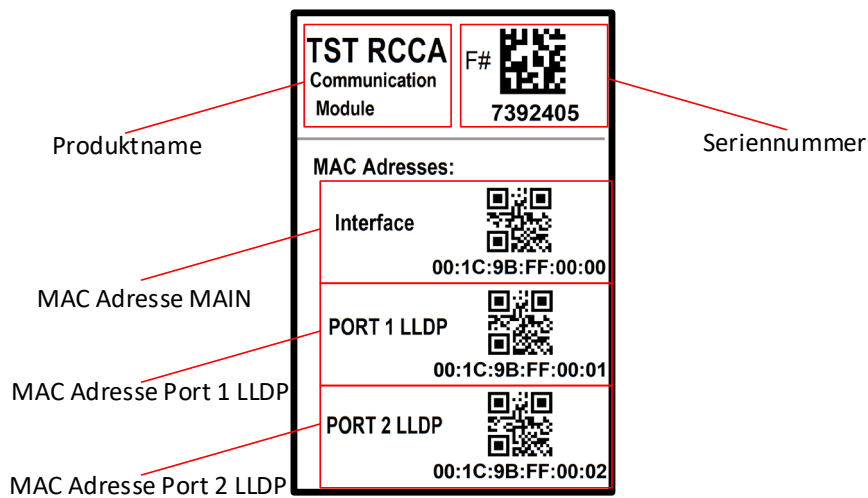 TST RCCA
Communication
Module
F#
7392405
Produktname
Seriennummer
MAC Adresses:
Interface
00:1C:9B:FF:00:00
MAC Adresse MAIN
PORT 1 LLDP
00:1C:9B:FF:00:01
MAC Adresse Port 1 LLDP
PORT 2 LLDP
00:1C:9B:FF:00:02
MAC Adresse Port 2 LLDP